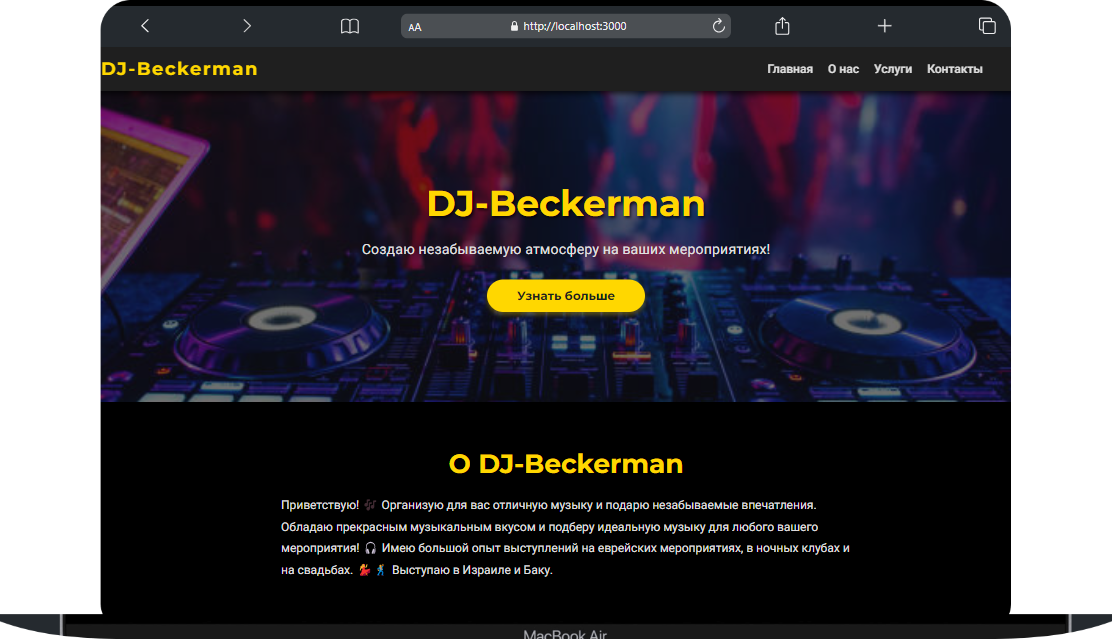 AA http://localhost:3000
DJ-Beckerman Главная О нас Услуги Контакты
DJ-Beckerman
Создаю незабываемую атмосферу на ваших мероприятиях!
Узнать больше
О DJ-Beckerman
Приветствую! 🎶 Организую для вас отличную музыку и подарю незабываемые впечатления.
Обладаю прекрасным музыкальным вкусом и подберу идеальную музыку для любого вашего
мероприятия! 🎧 Имею большой опыт выступлений на еврейских мероприятиях, в ночных клубах и
на свадьбах. 💃🕺 Выступаю в Израиле и Баку.
MacBook Air